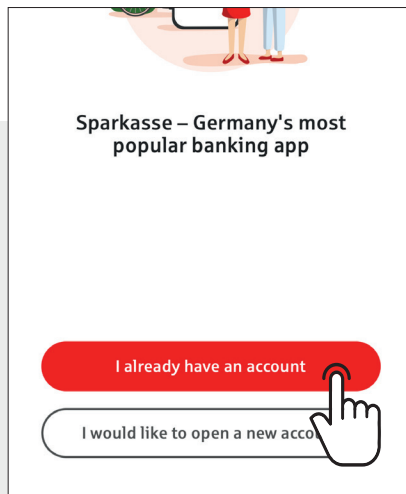 Sparkasse – Germany's most
popular banking app
I already have an account
I would like to open a new